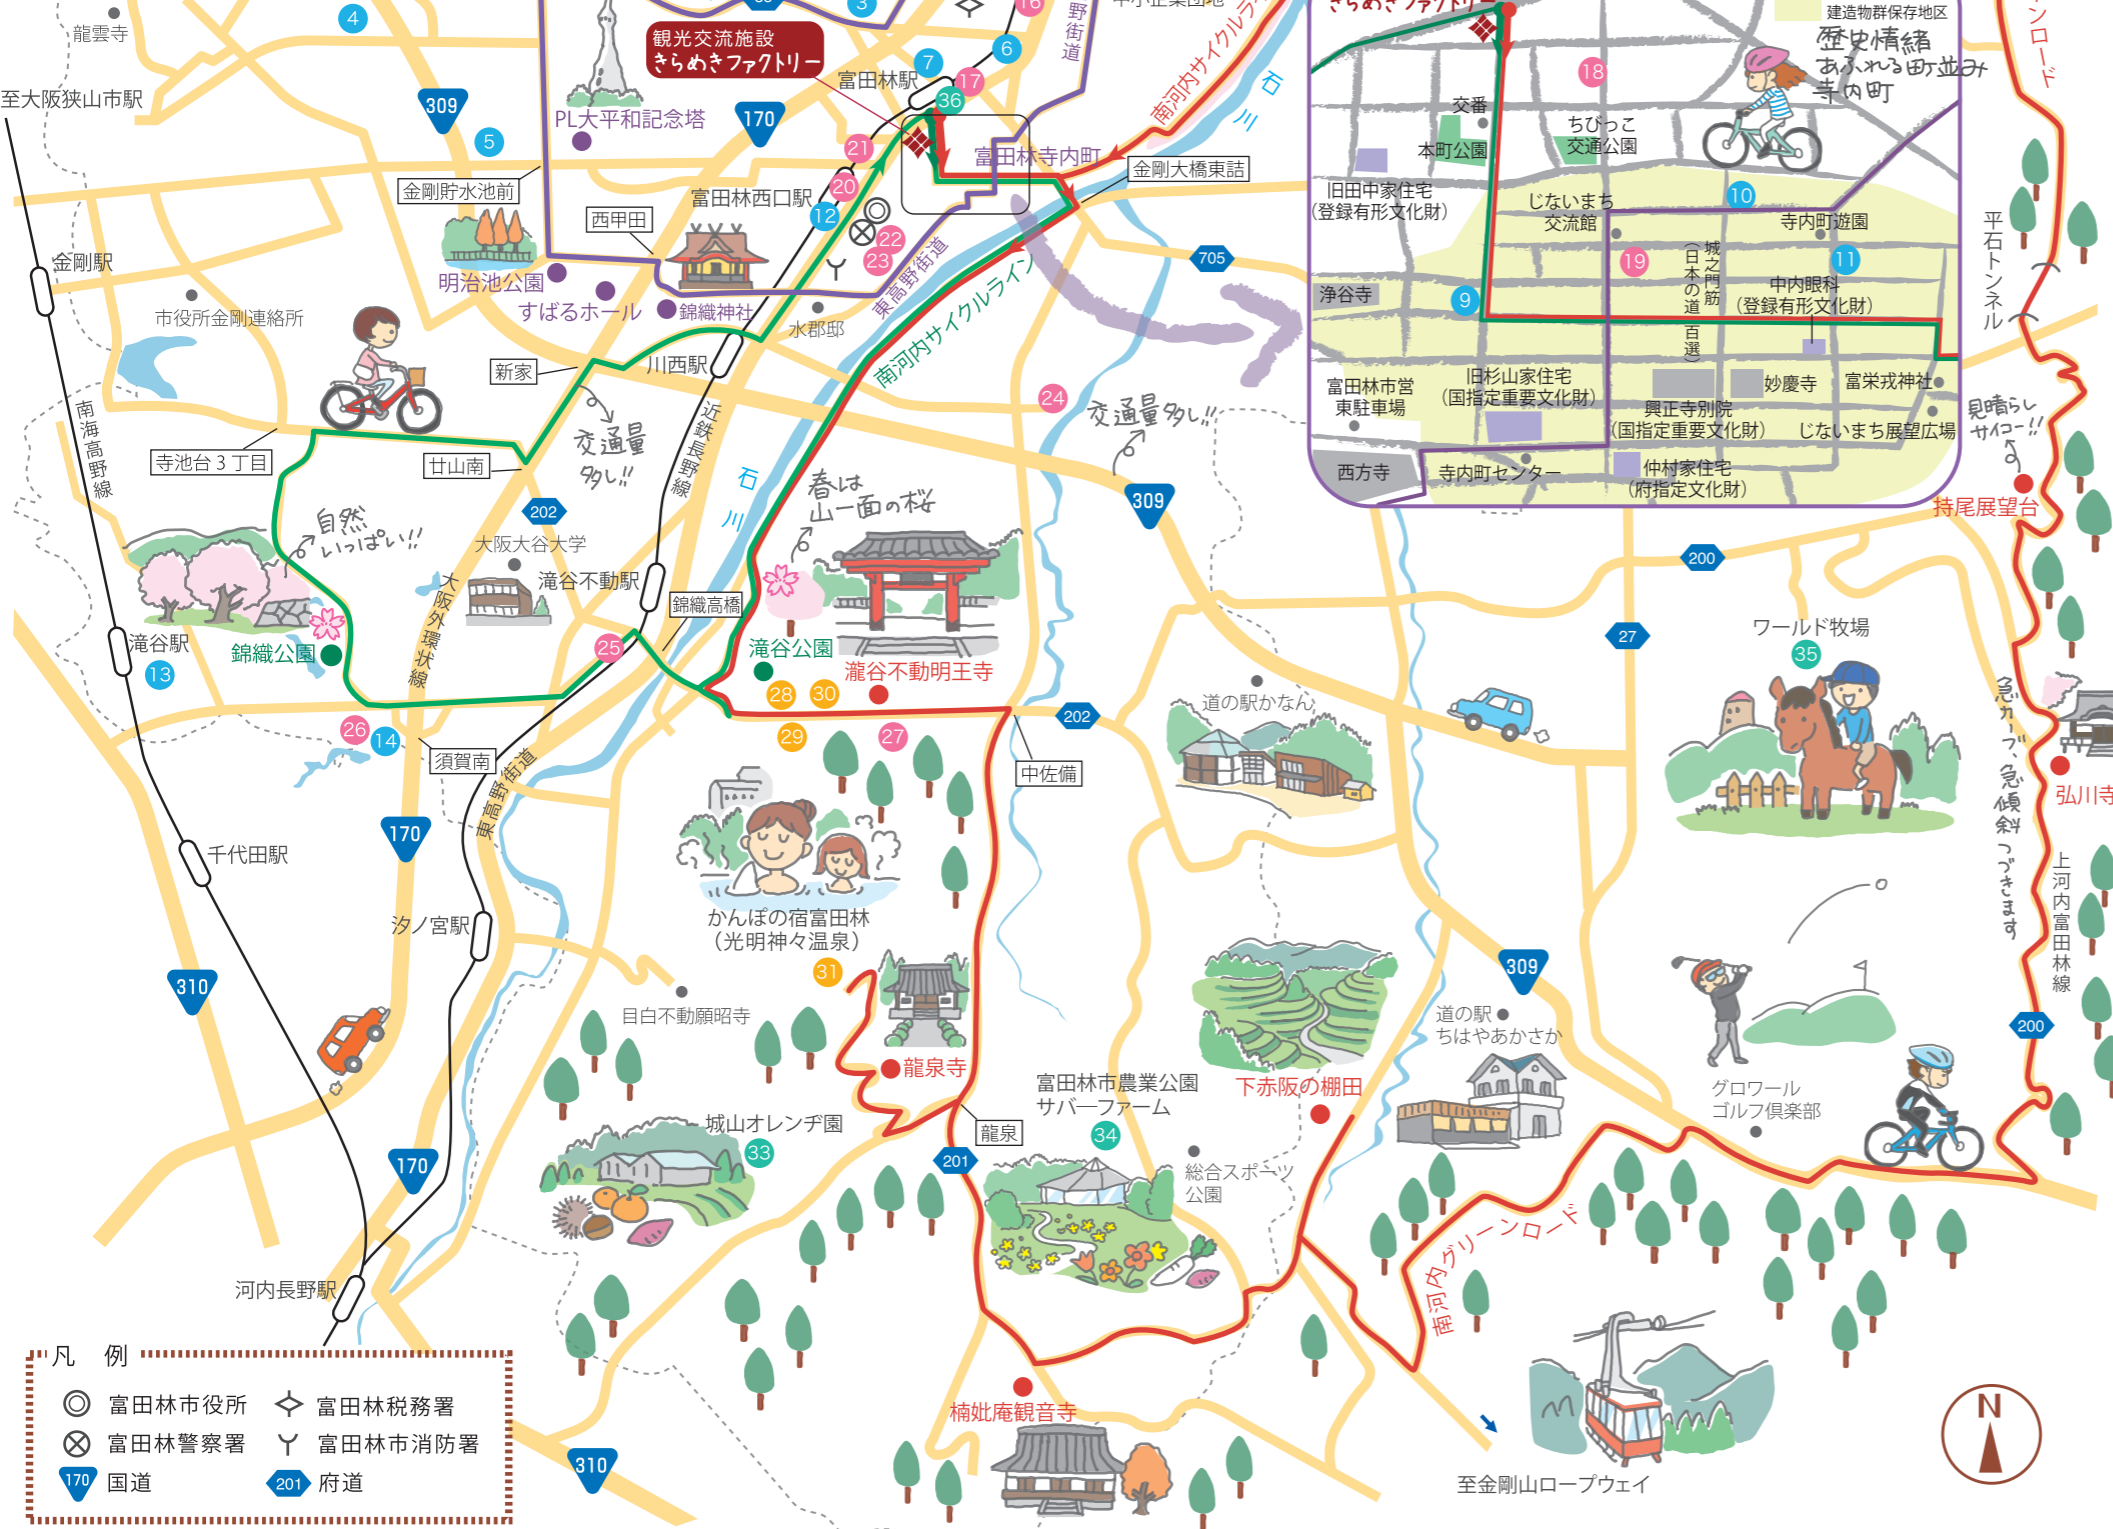 龍雲寺
4
3
16
6
7
17
36
至大阪狭山市駅
309
5
観光交流施設
きらめきファクトリー
富田林駅
PL大平和記念塔
170
21
20
12
22
23
富田林西口駅
富田林寺内町
金剛大橋東詰
南河内サイクルライン
石川
野街道
金剛貯水池前
西甲田
明治池公園
すばるホール
錦織神社
水郡邸
東高野街道
南河内サイクルライン
705
金剛駅
市役所金剛連絡所
南海高野線
新家
川西駅
近鉄長野線
交通量
多し!!
寺池台3丁目
廿山南
202
自然
いっぱい!!
大阪大谷大学
滝谷不動駅
大阪外環状線
石川
錦織高橋
25
滝谷駅
13
錦織公園
26
14
須賀南
東高野街道
春は
山一面の桜
滝谷公園
瀧谷不動明王寺
28
30
29
27
24
交通量多し!!
309
202
中佐備
道の駅かなん
きらめきファクトリー
建造物群保存地区
歴史情緒
あふれる町並み
寺内町
18
交番
本町公園
ちびっこ
交通公園
旧田中家住宅
(登録有形文化財)
じないまち
交流館
10
寺内町遊園
19
城之門筋
(日本の道百選)
11
中内眼科
(登録有形文化財)
浄谷寺
9
富田林市営
東駐車場
旧杉山家住宅
(国指定重要文化財)
妙慶寺
富栄戎神社
興正寺別院
(国指定重要文化財)
じないまち展望広場
西方寺
寺内町センター
仲村家住宅
(府指定文化財)
ンロード
平石トンネル
見晴らし
サイコー!!
持尾展望台
200
27
ワールド牧場
35
急カーブ、急傾斜つづきます
弘川寺
上河内富田林線
200
170
千代田駅
汐ノ宮駅
310
かんぽの宿富田林
(光明神々温泉)
31
目白不動願昭寺
龍泉寺
龍泉
201
城山オレンヂ園
33
富田林市農業公園
サバーファーム
34
総合スポーツ
公園
下赤阪の棚田
道の駅
ちはやあかさか
309
グロワール
ゴルフ倶楽部
南河内グリーンロード
170
河内長野駅
310
楠妣庵観音寺
至金剛山ロープウェイ
N
凡 例
富田林市役所
富田林税務署
富田林警察署
富田林市消防署
170 国道
201 府道